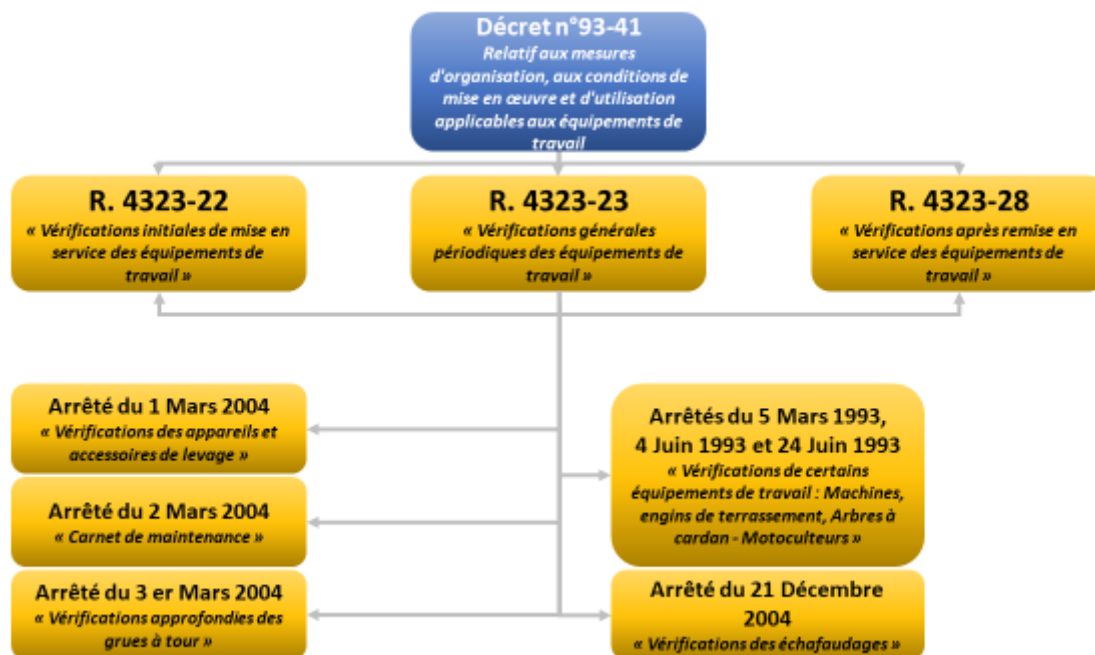 Décret n°93-41
Relatif aux mesures
d'organisation, aux conditions de
mise en œuvre et d'utilisation
applicables aux équipements de
travail
R. 4323-22
« Vérifications initiales de mise en
service des équipements de
travail »
R. 4323-23
« Vérifications générales
périodiques des équipements de
travail »
R. 4323-28
« Vérifications après remise en
service des équipements de
travail »
Arrêté du 1 Mars 2004
« Vérifications des appareils et
accessoires de levage »
Arrêté du 2 Mars 2004
« Carnet de maintenance »
Arrêté du 3 er Mars 2004
« Vérifications approfondies des
grues à tour »
Arrêtés du 5 Mars 1993,
4 Juin 1993 et 24 Juin 1993
« Vérifications de certains
équipements de travail : Machines,
engins de terrassement, Arbres à
cardan - Motoculteurs »
Arrêté du 21 Décembre
2004
« Vérifications des échafaudages »